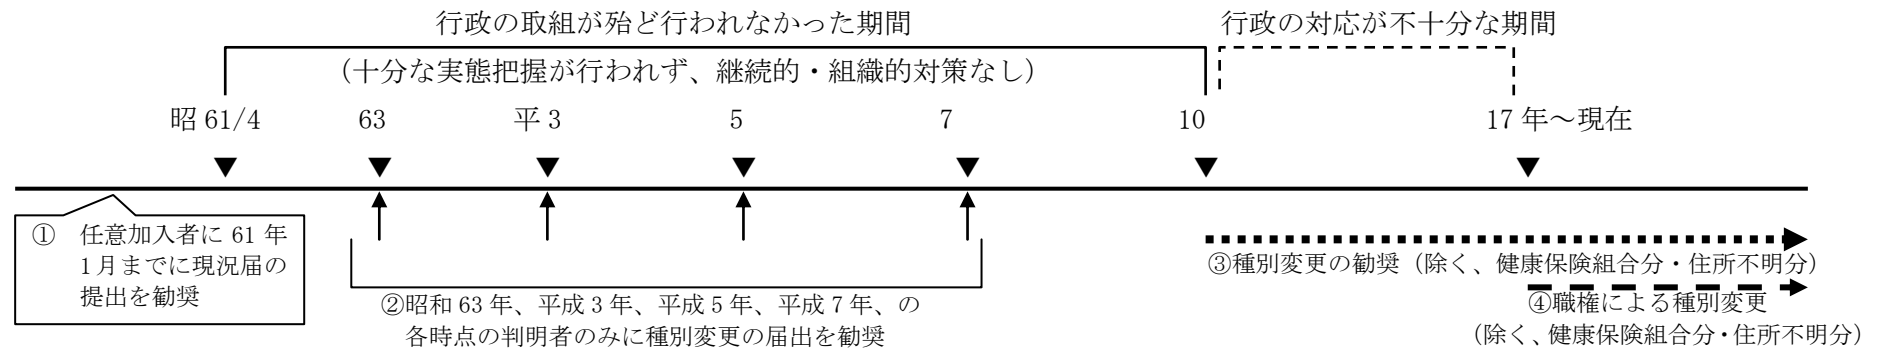 行政の取組が殆ど行われなかった期間
行政の対応が不十分な期間
(十分な実態把握が行われず、継続的・組織的対策なし)
昭 61/4 63 平 3 5 7 10 17 年～現在
① 任意加入者に 61 年
1月までに現況届の
提出を勧奨
②昭和 63 年、平成 3 年、平成 5 年、平成 7 年、の
各時点の判明者のみに種別変更の届出を勧奨
③種別変更の勧奨（除く、健康保険組合分・住所不明分）
④職権による種別変更
（除く、健康保険組合分・住所不明分）